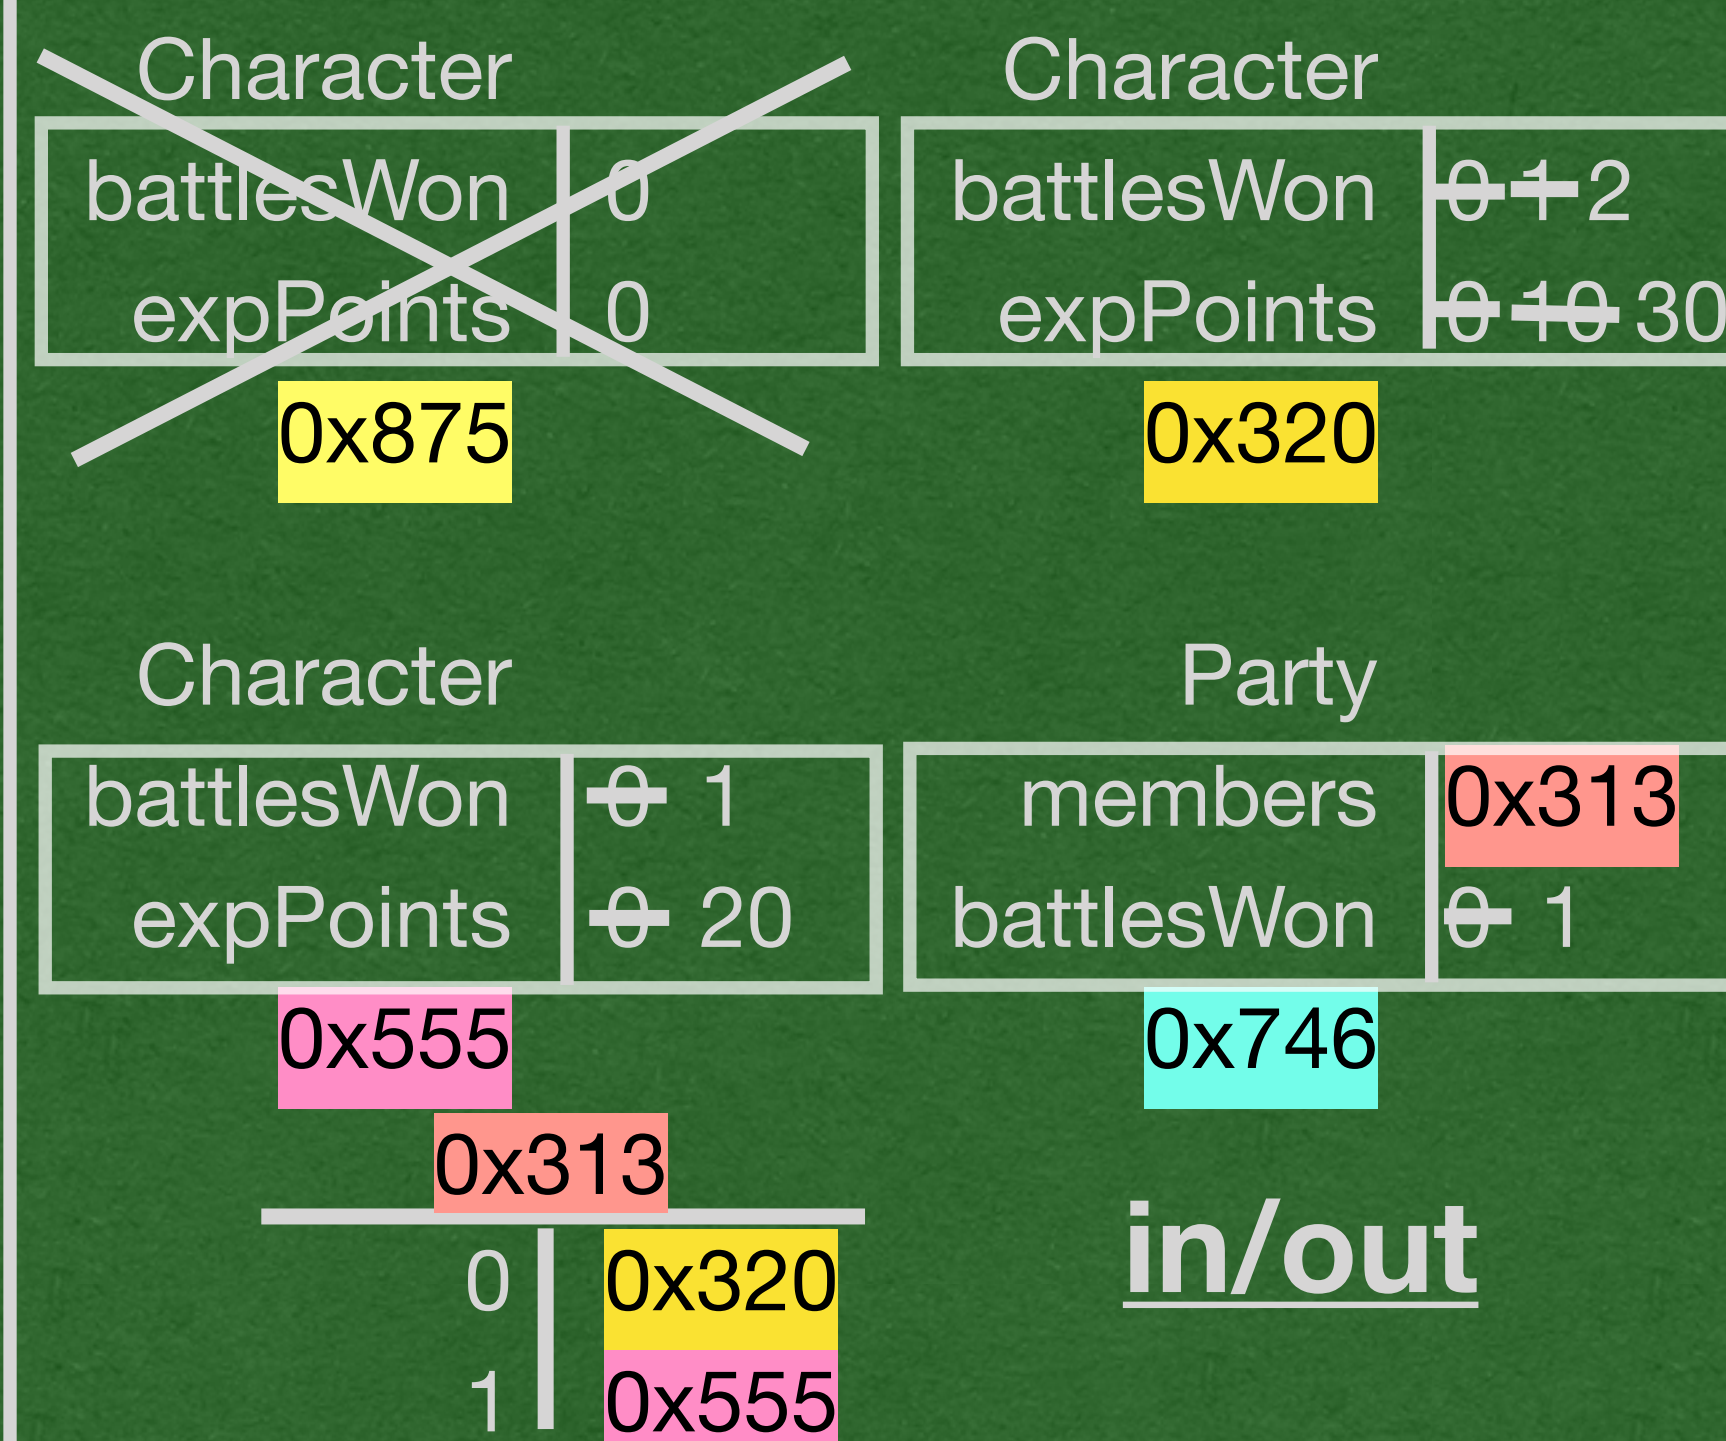 Character
battlesWon 0
expPoints 0
0x875
Character
battlesWon 0 1 2
expPoints 0 10 30
0x320
Character
battlesWon 0 1
expPoints 0 20
0x555
Party
members 0x313
battlesWon 0 1
0x746
0x313
0 0x320
1 0x555
in/out